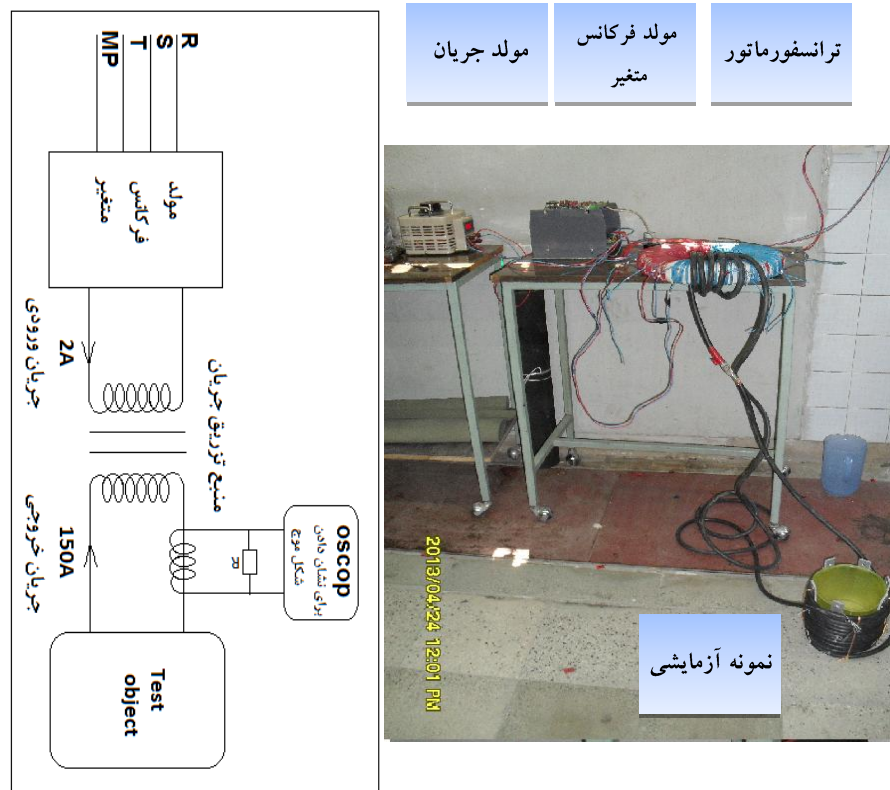 مولد جریان
مولد فرکانس
متغیر
ترانسفورماتور
R
S
T
MP
مولد
فرکانس
متغیر
2A
جریان ورودی
منبع تزریق جریان
150A
جریان خروجی
oscop
برای نشان دادن
شکل موج
Test
object
2013/04/24 12:01 PM
نمونه آزمایشی